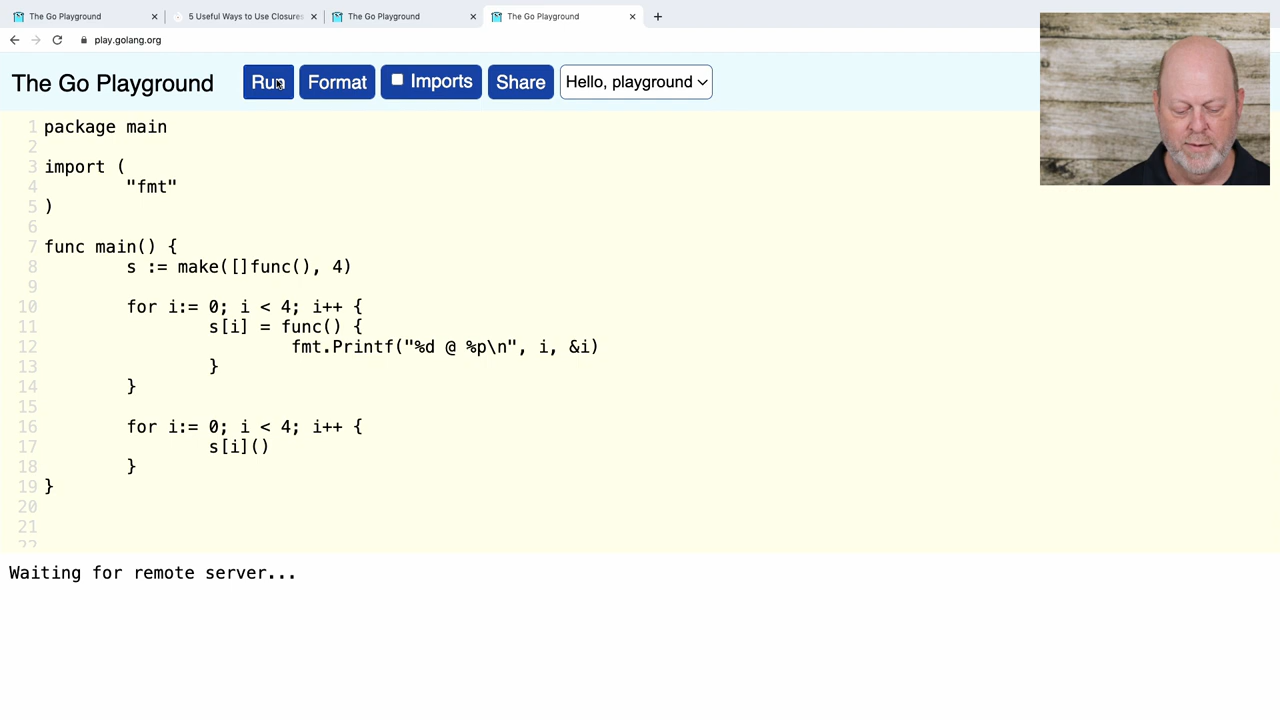 The Go Playground
5 Useful Ways to Use Closures
The Go Playground
The Go Playground
play.golang.org
The Go Playground Run Format Imports Share Hello, playground
1 package main
2
3 import (
4 "fmt"
5 )
6
7 func main() {
8 s := make([]func(), 4)
9
10 for i:= 0; i < 4; i++ {
11 s[i] = func() {
12 fmt.Printf("%d @ %p\n", i, &i)
13 }
14 }
15
16 for i:= 0; i < 4; i++ {
17 s[i]()
18 }
19 }
20
21
22
Waiting for remote server...